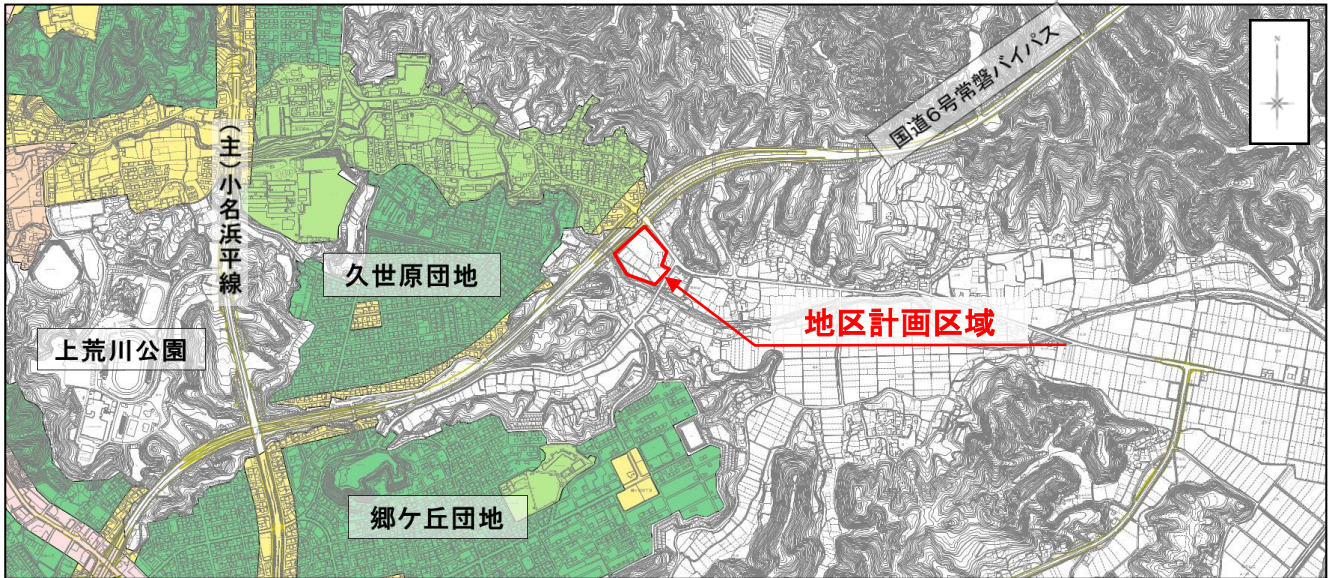 N
国道6号常磐バイパス
(主)小名浜平線
久世原団地
地区計画区域
上荒川公園
郷ケ丘団地